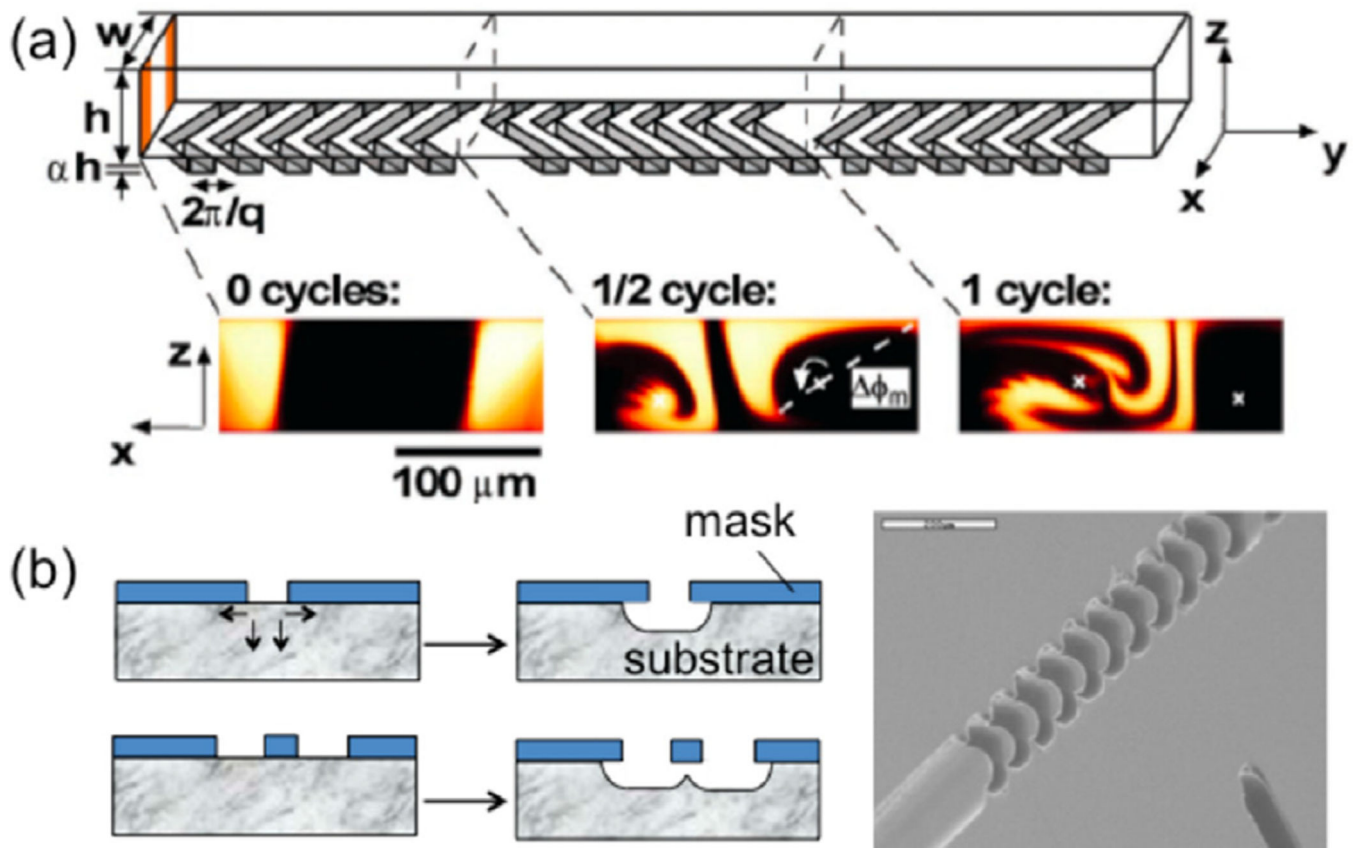 (a)
w
h
αh
2π/q
z
y
x
0 cycles:
1/2 cycle:
1 cycle:
z
x
Δϕm
100 μm
(b)
mask
substrate